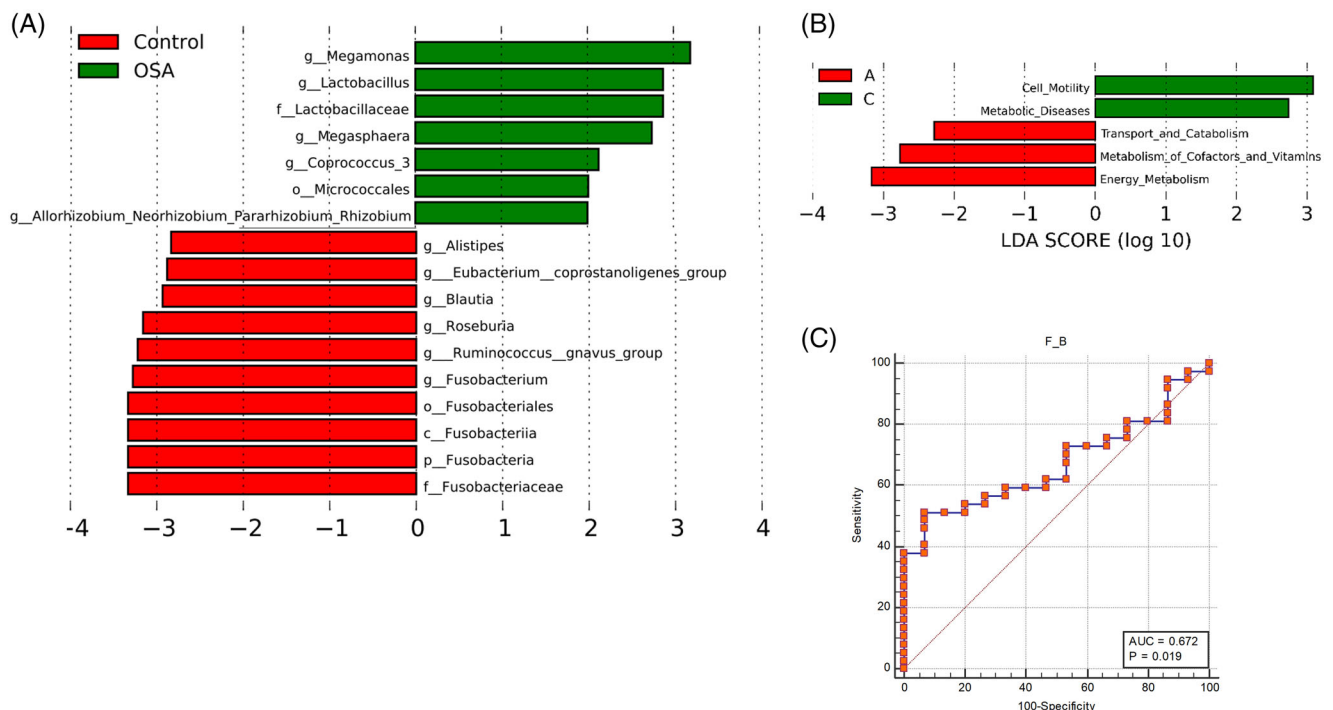 (A)
Control
OSA
g__Megamonas
g__Lactobacillus
f__Lactobacillaceae
g__Megasphaera
g__Coprococcus_3
o__Micrococcales
g__Allorhizobium_Neorhizobium_Pararhizobium_Rhizobium
g__Alistipes
g___Eubacterium__coprostanoligenes_group
g__Blautia
g__Roseburia
g___Ruminococcus__gnavus_group
g__Fusobacterium
o__Fusobacteriales
c__Fusobacteriia
p__Fusobacteria
f__Fusobacteriaceae
-4 -3 -2 -1 0 1 2 3 4
(B)
A
C
Cell_Motility
Metabolic_Diseases
Transport_and_Catabolism
Metabolism_of_Cofactors_and_Vitamins
Energy_Metabolism
-4 -3 -2 -1 0 1 2 3
LDA SCORE (log 10)
(C)
F_B
100
80
60
40
20
0
Sensitivity
AUC = 0.672
P = 0.019
0 20 40 60 80 100
100-Specificity